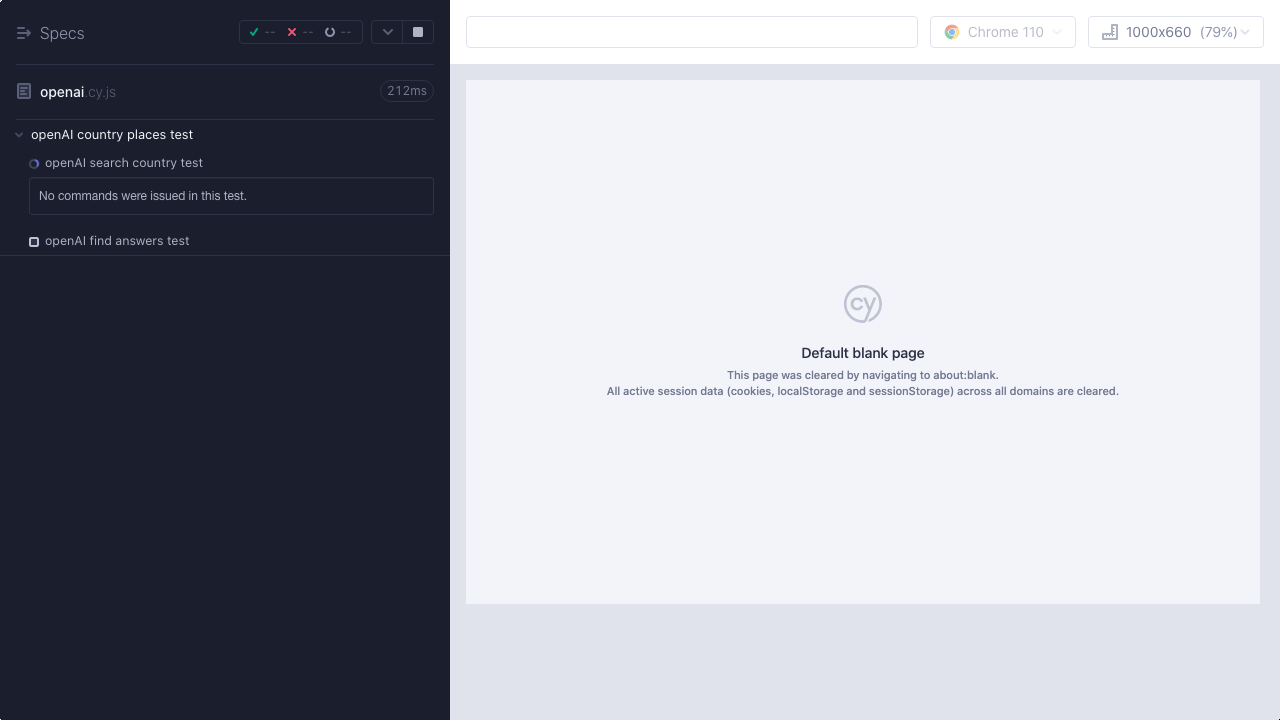 Specs
--
--
--
openai.cy.js
212ms
openAI country places test
openAI search country test
No commands were issued in this test.
openAI find answers test
Chrome 110
1000x660 (79%)
cy
Default blank page
This page was cleared by navigating to about:blank.
All active session data (cookies, localStorage and sessionStorage) across all domains are cleared.